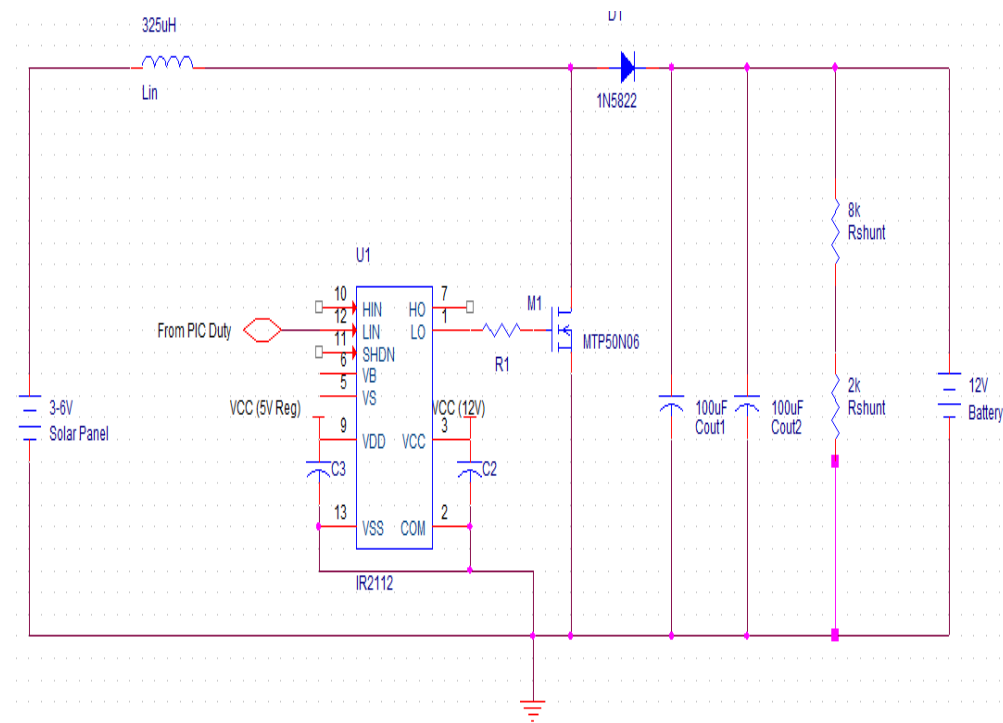 325uH
Lin
D1
1N5822
8k
Rshunt
U1
10
HIN
HO
7
12
LIN
LO
1
11
SHDN
6
VB
5
VS
From PIC Duty
R1
M1
MTP50N06
2k
Rshunt
3-6V
Solar Panel
VCC (5V Reg)
VCC (12V)
9
VDD
VCC
3
C3
C2
13
VSS
COM
2
IR2112
100uF
Cout1
100uF
Cout2
12V
Battery